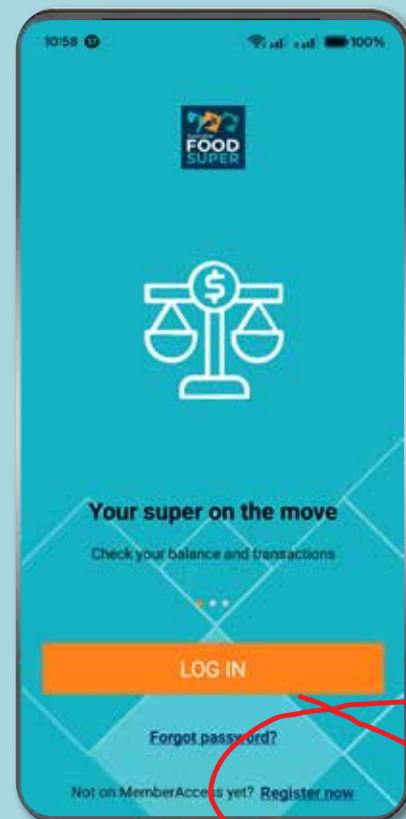 10:58
100%
FOOD
SUPER
Your super on the move
Check your balance and transactions
LOG IN
Forgot password?
Not on MemberAccess yet? Register now